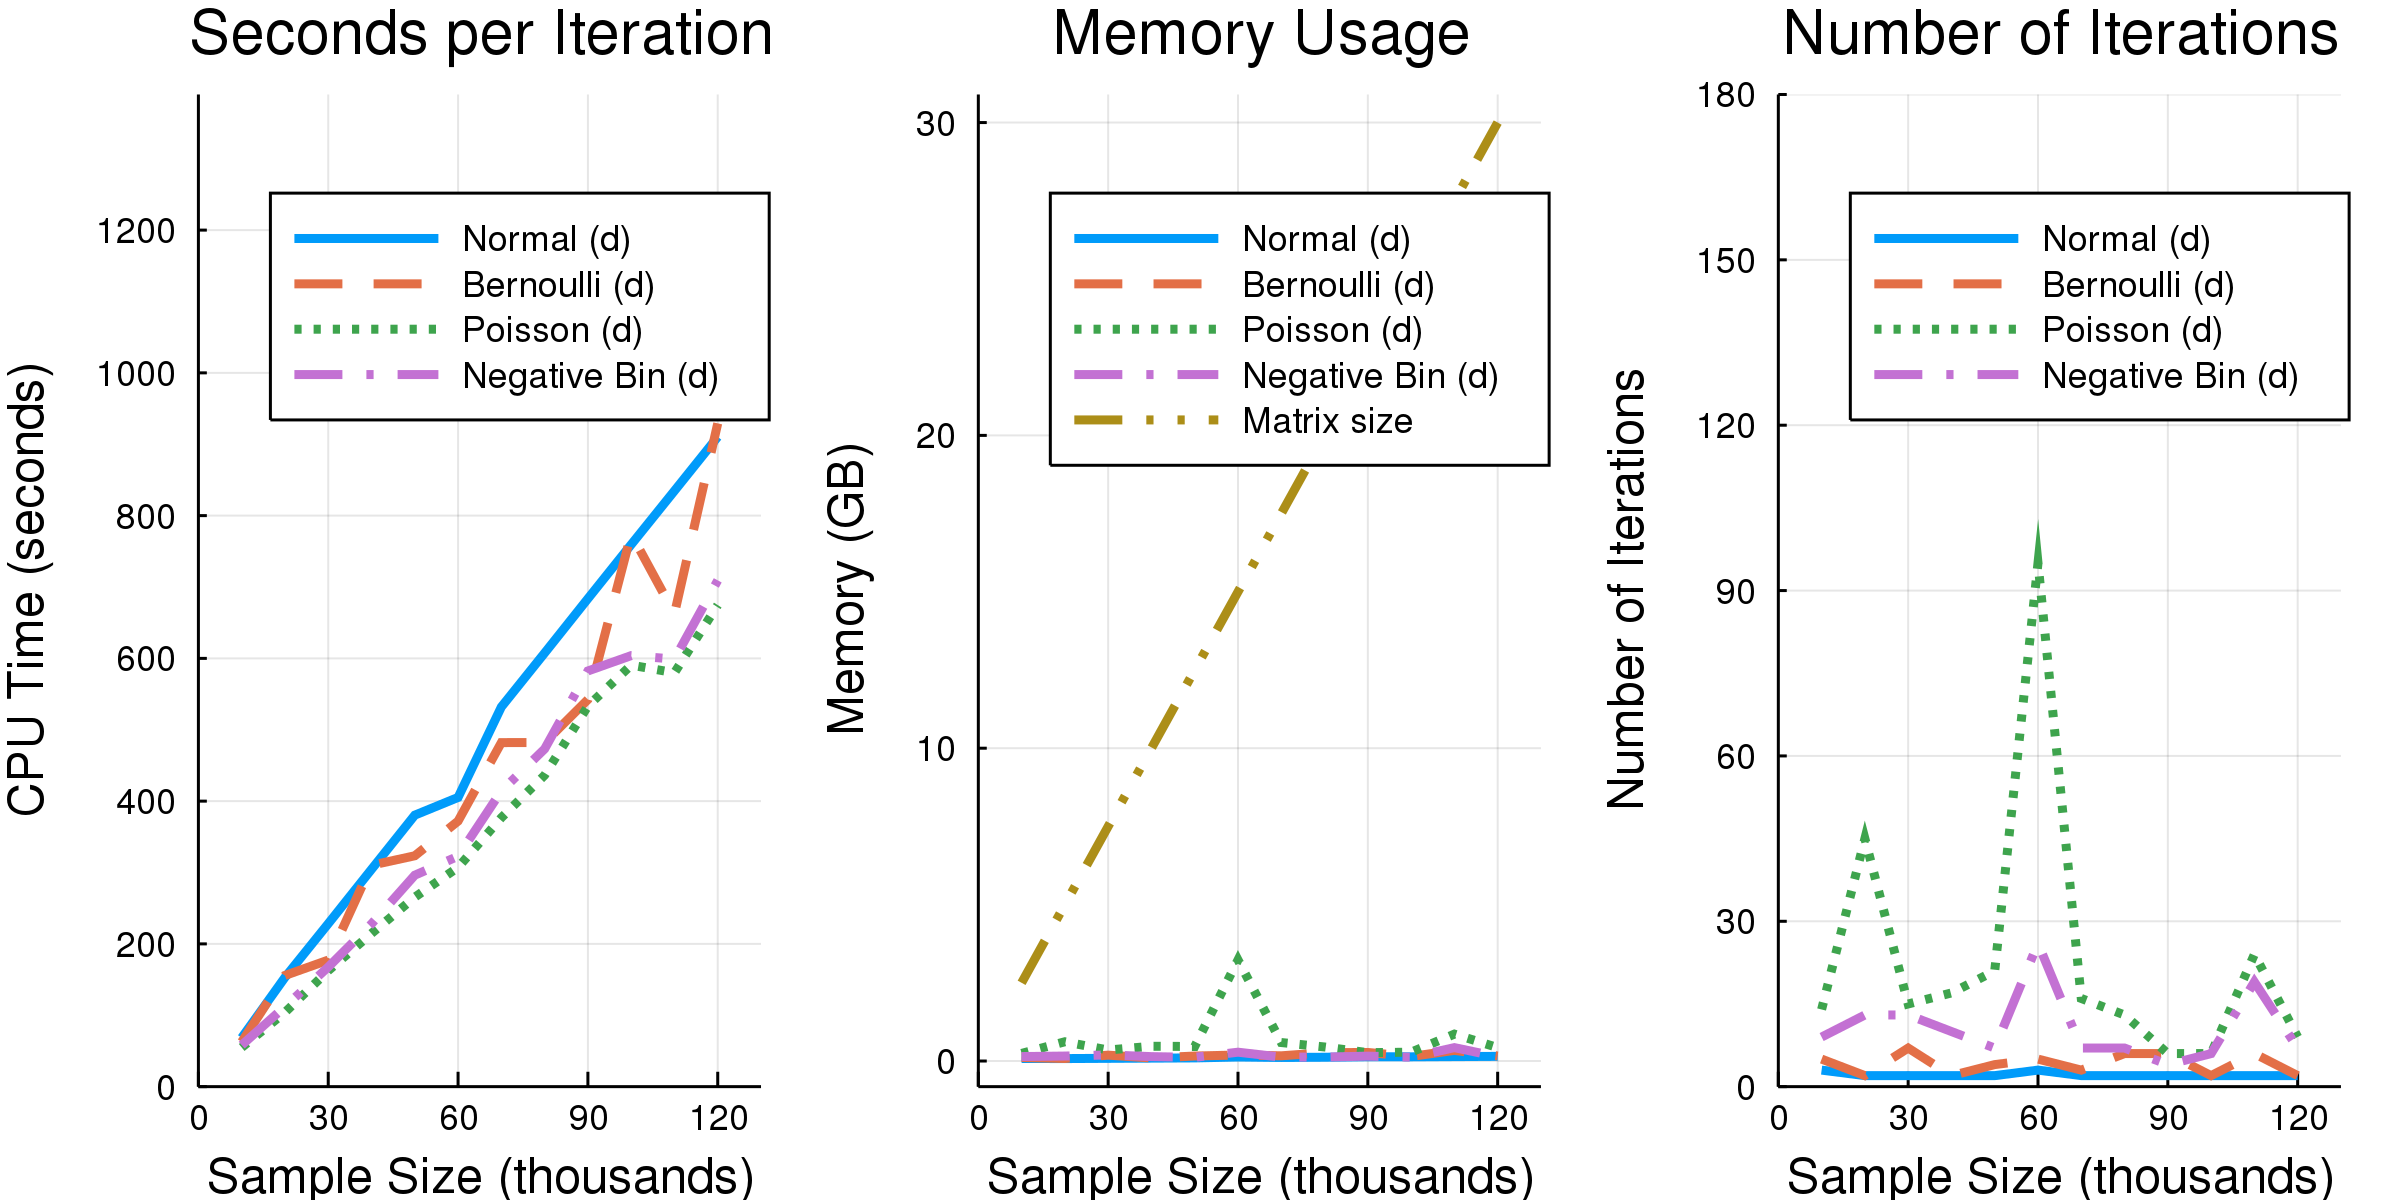 Seconds per Iteration
CPU Time (seconds)
1200
1000
800
600
400
200
0
0 30 60 90 120
Sample Size (thousands)
Normal (d)
Bernoulli (d)
Poisson (d)
Negative Bin (d)
Memory Usage
Memory (GB)
30
20
10
0
0 30 60 90 120
Sample Size (thousands)
Normal (d)
Bernoulli (d)
Poisson (d)
Negative Bin (d)
Matrix size
Number of Iterations
Number of Iterations
180
150
120
90
60
30
0
0 30 60 90 120
Sample Size (thousands)
Normal (d)
Bernoulli (d)
Poisson (d)
Negative Bin (d)